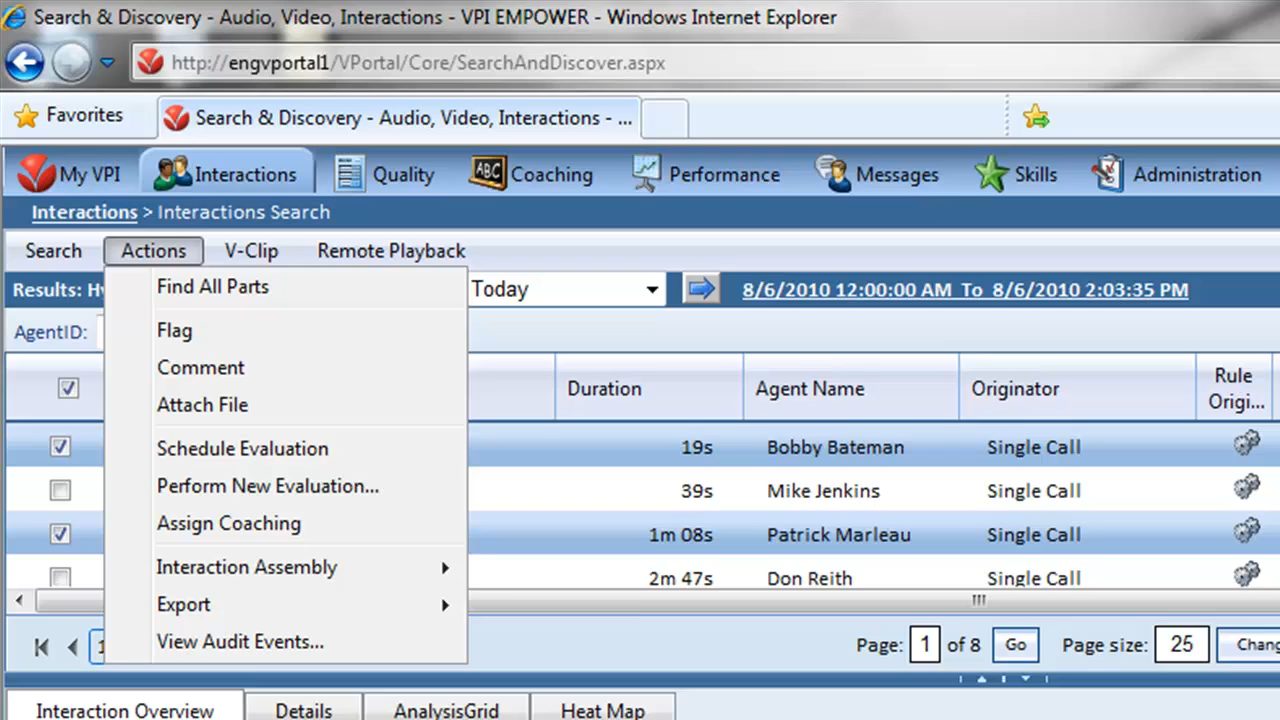 Search & Discovery - Audio, Video, Interactions - VPI EMPOWER - Windows Internet Explorer
http://engvportal1/VPortal/Core/SearchAndDiscover.aspx
Favorites Search & Discovery - Audio, Video, Interactions - ...
My VPI Interactions Quality ABC Coaching Performance Messages Skills Administration
Interactions > Interactions Search
Search Actions V-Clip Remote Playback
Find All Parts
Results: Today 8/6/2010 12:00:00 AM To 8/6/2010 2:03:35 PM
AgentID: Flag
Comment
Duration Agent Name Originator Rule Origi...
Attach File
Schedule Evaluation 19s Bobby Bateman Single Call
Perform New Evaluation... 39s Mike Jenkins Single Call
Assign Coaching 1m 08s Patrick Marleau Single Call
Interaction Assembly 2m 47s Don Reith Single Call
Export
View Audit Events... Page: 1 of 8 Go Page size: 25 Chang
Interaction Overview Details AnalysisGrid Heat Map